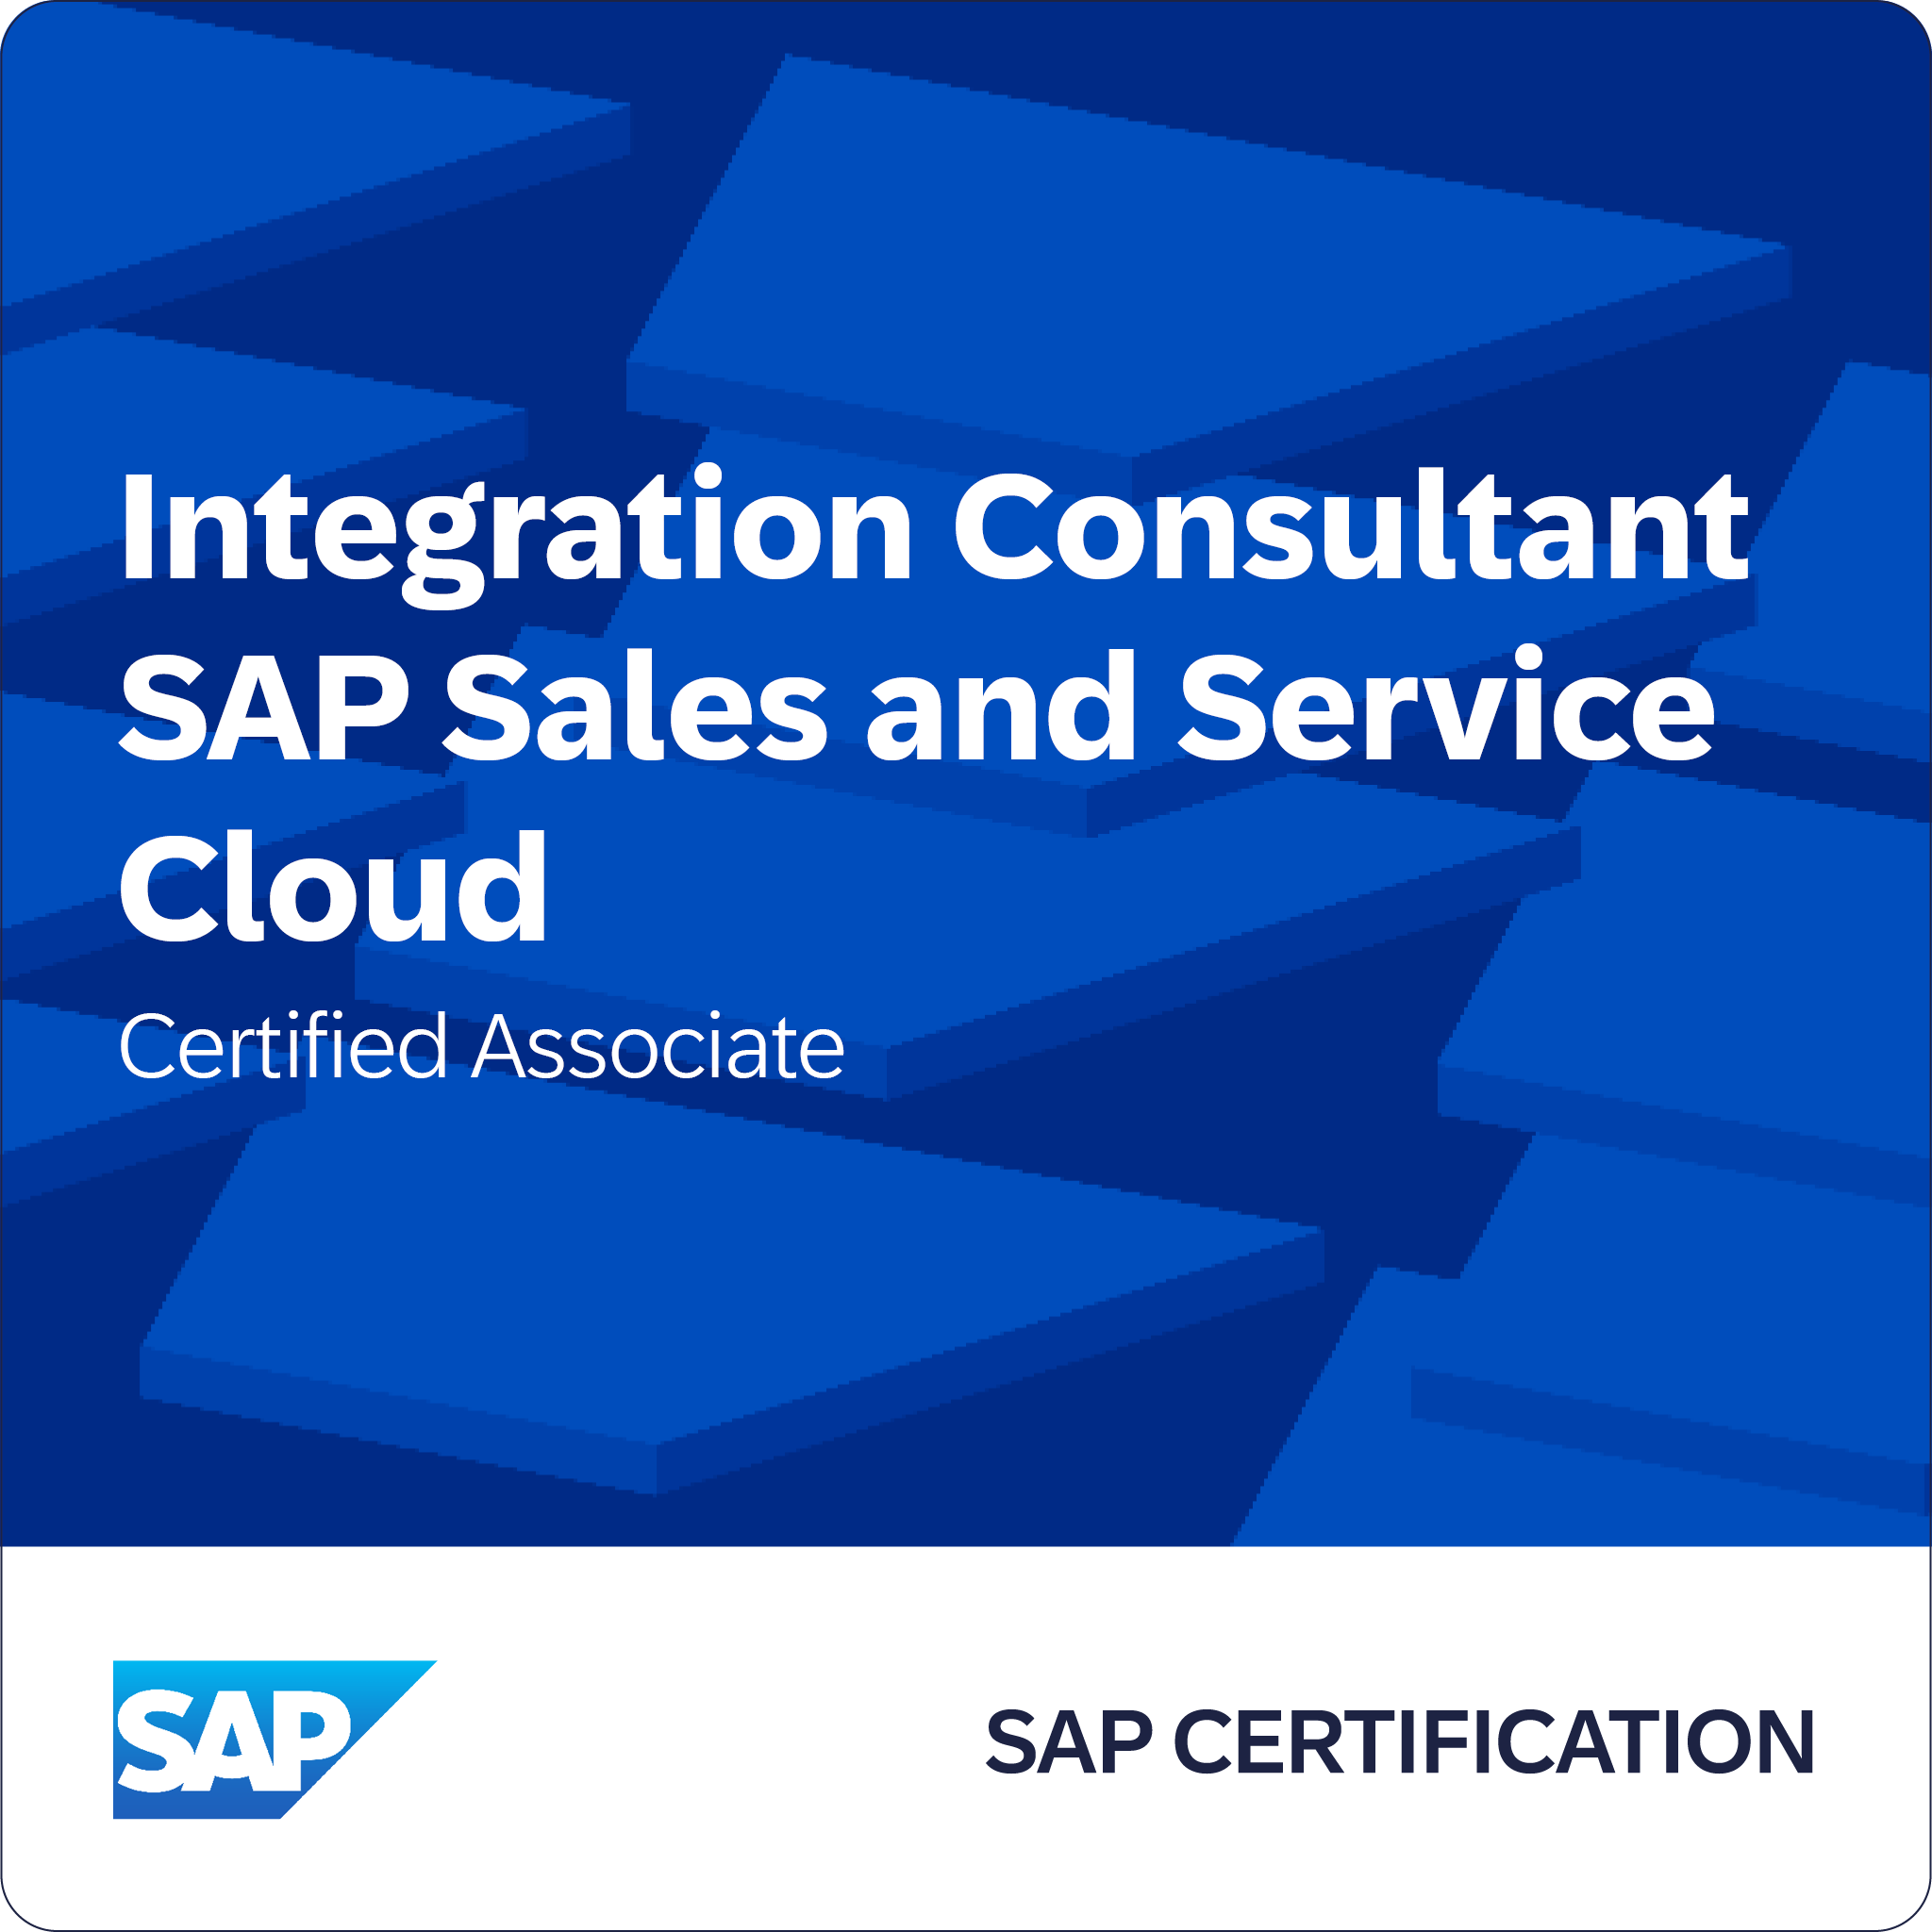 Integration Consultant
SAP Sales and Service
Cloud
Certified Associate
SAP
SAP CERTIFICATION